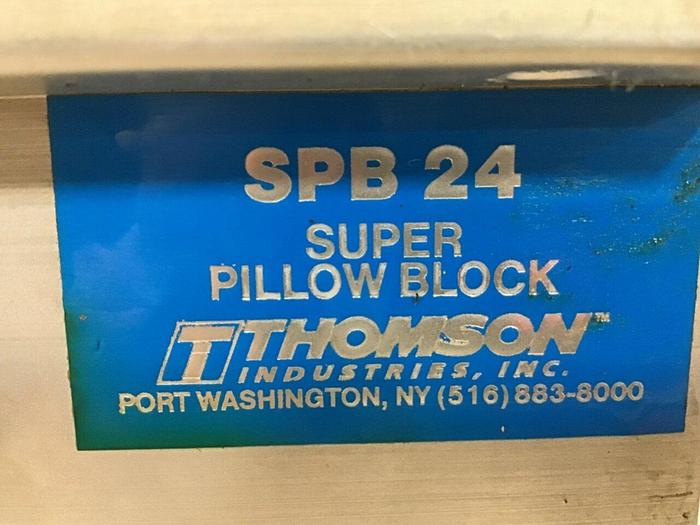 SPB 24
SUPER
PILLOW BLOCK
T THOMSON™
INDUSTRIES, INC.
PORT WASHINGTON, NY (516) 883-8000